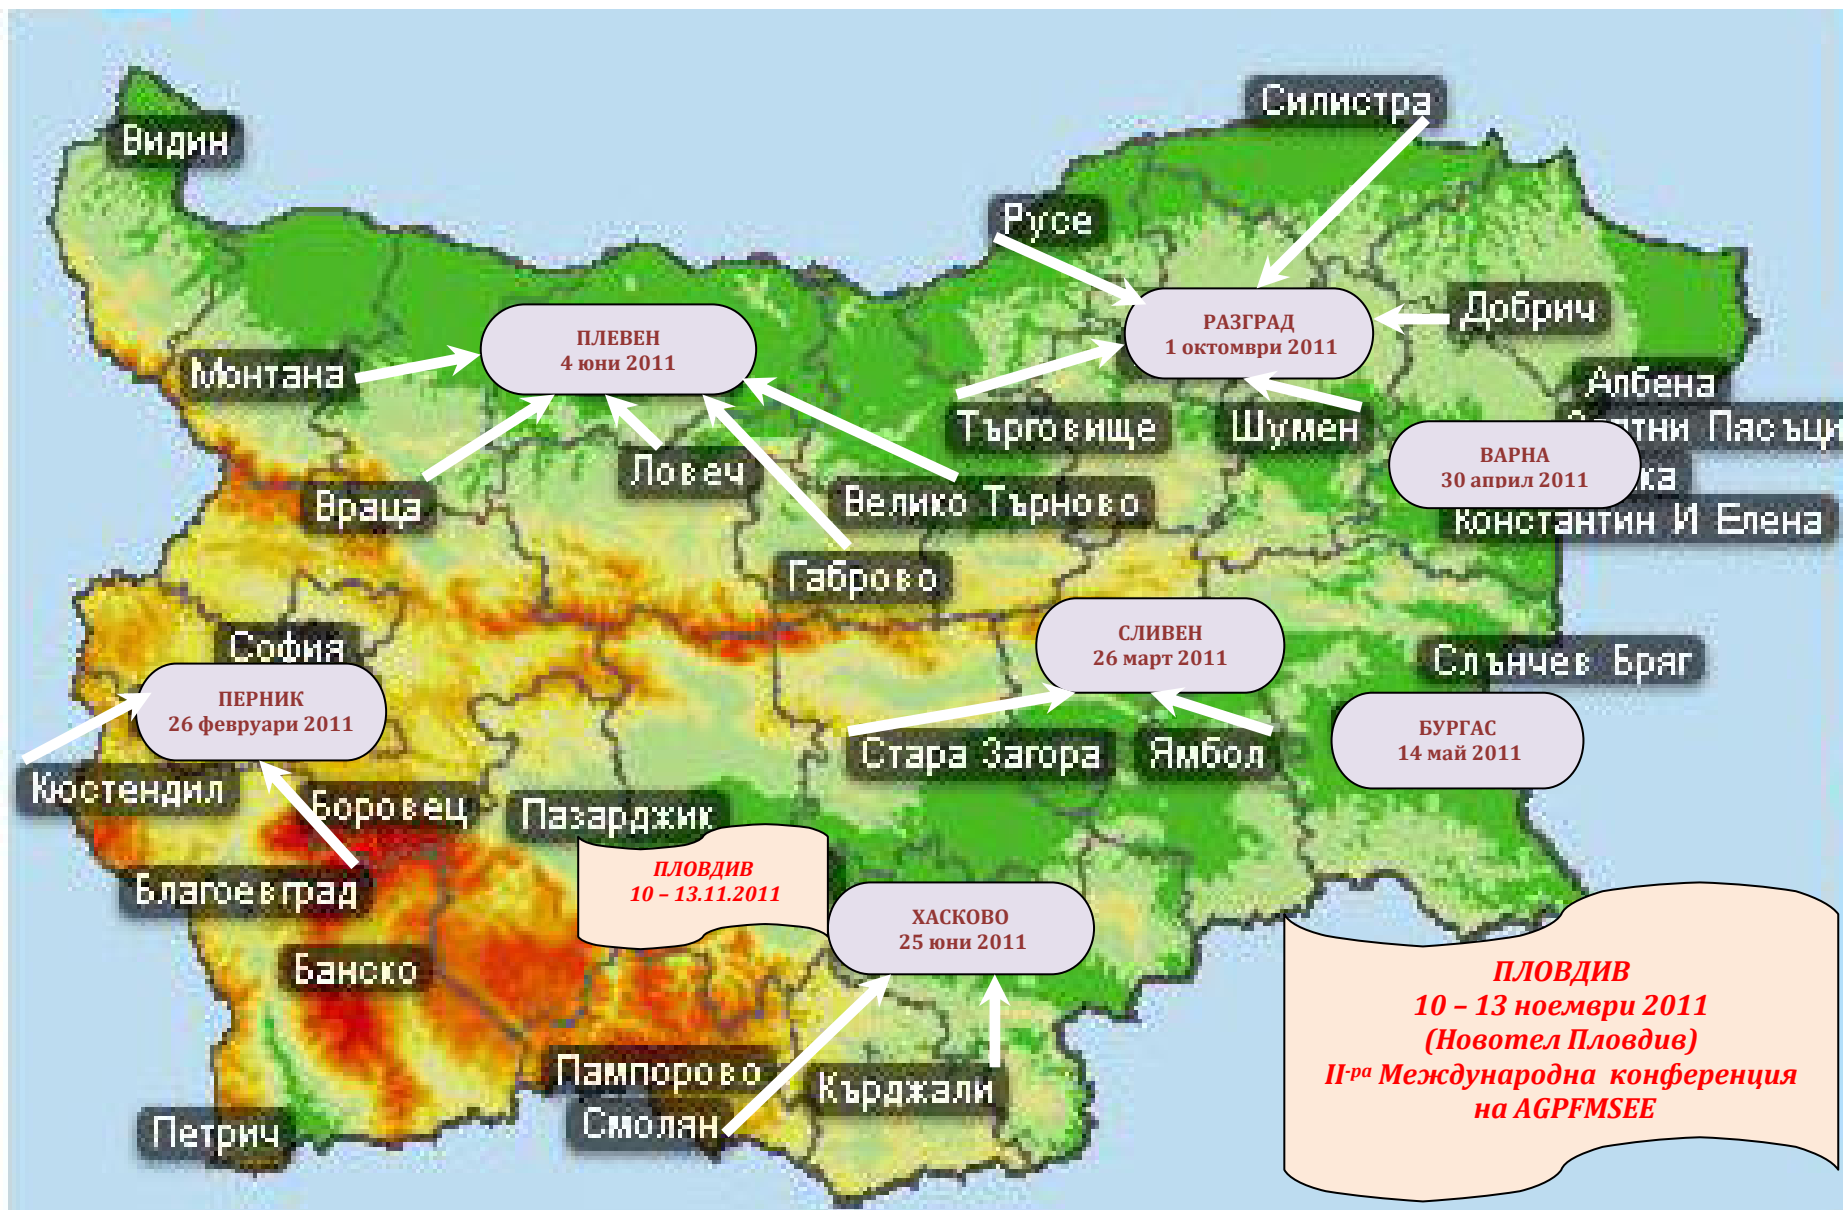 Силистра
Видин
Русе
ПЛЕВЕН
4 юни 2011
РАЗГРАД
1 октомври 2011
Добрич
Монтана
Албена
Търговище
Шумен
Пясъци
ВАРНА
30 април 2011
Ловеч
Враца
Велико Търново
Константин И Елена
Габрово
СЛИВЕН
26 март 2011
София
Слънчев Бряг
ПЕРНИК
26 февруари 2011
БУРГАС
14 май 2011
Стара Загора
Ямбол
Кюстендил
Боровец
Пазарджик
ПЛОВДИВ
10 – 13.11.2011
Благоевград
ХАСКОВО
25 юни 2011
Банско
ПЛОВДИВ
10 – 13 ноември 2011
(Новотел Пловдив)
II-ра Международна конференция
на AGPFMSEE
Пампорово
Кърджали
Смолян
Петрич